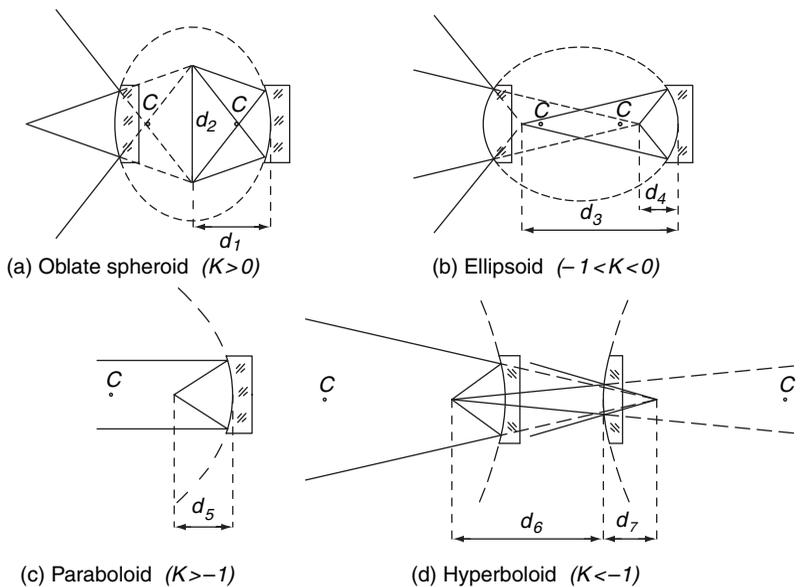 C
C
d2
d1
(a) Oblate spheroid (K>0)
C
C
d4
d3
(b) Ellipsoid (−1<K<0)
C
d5
(c) Paraboloid (K>−1)
C
C
d6
d7
(d) Hyperboloid (K<−1)